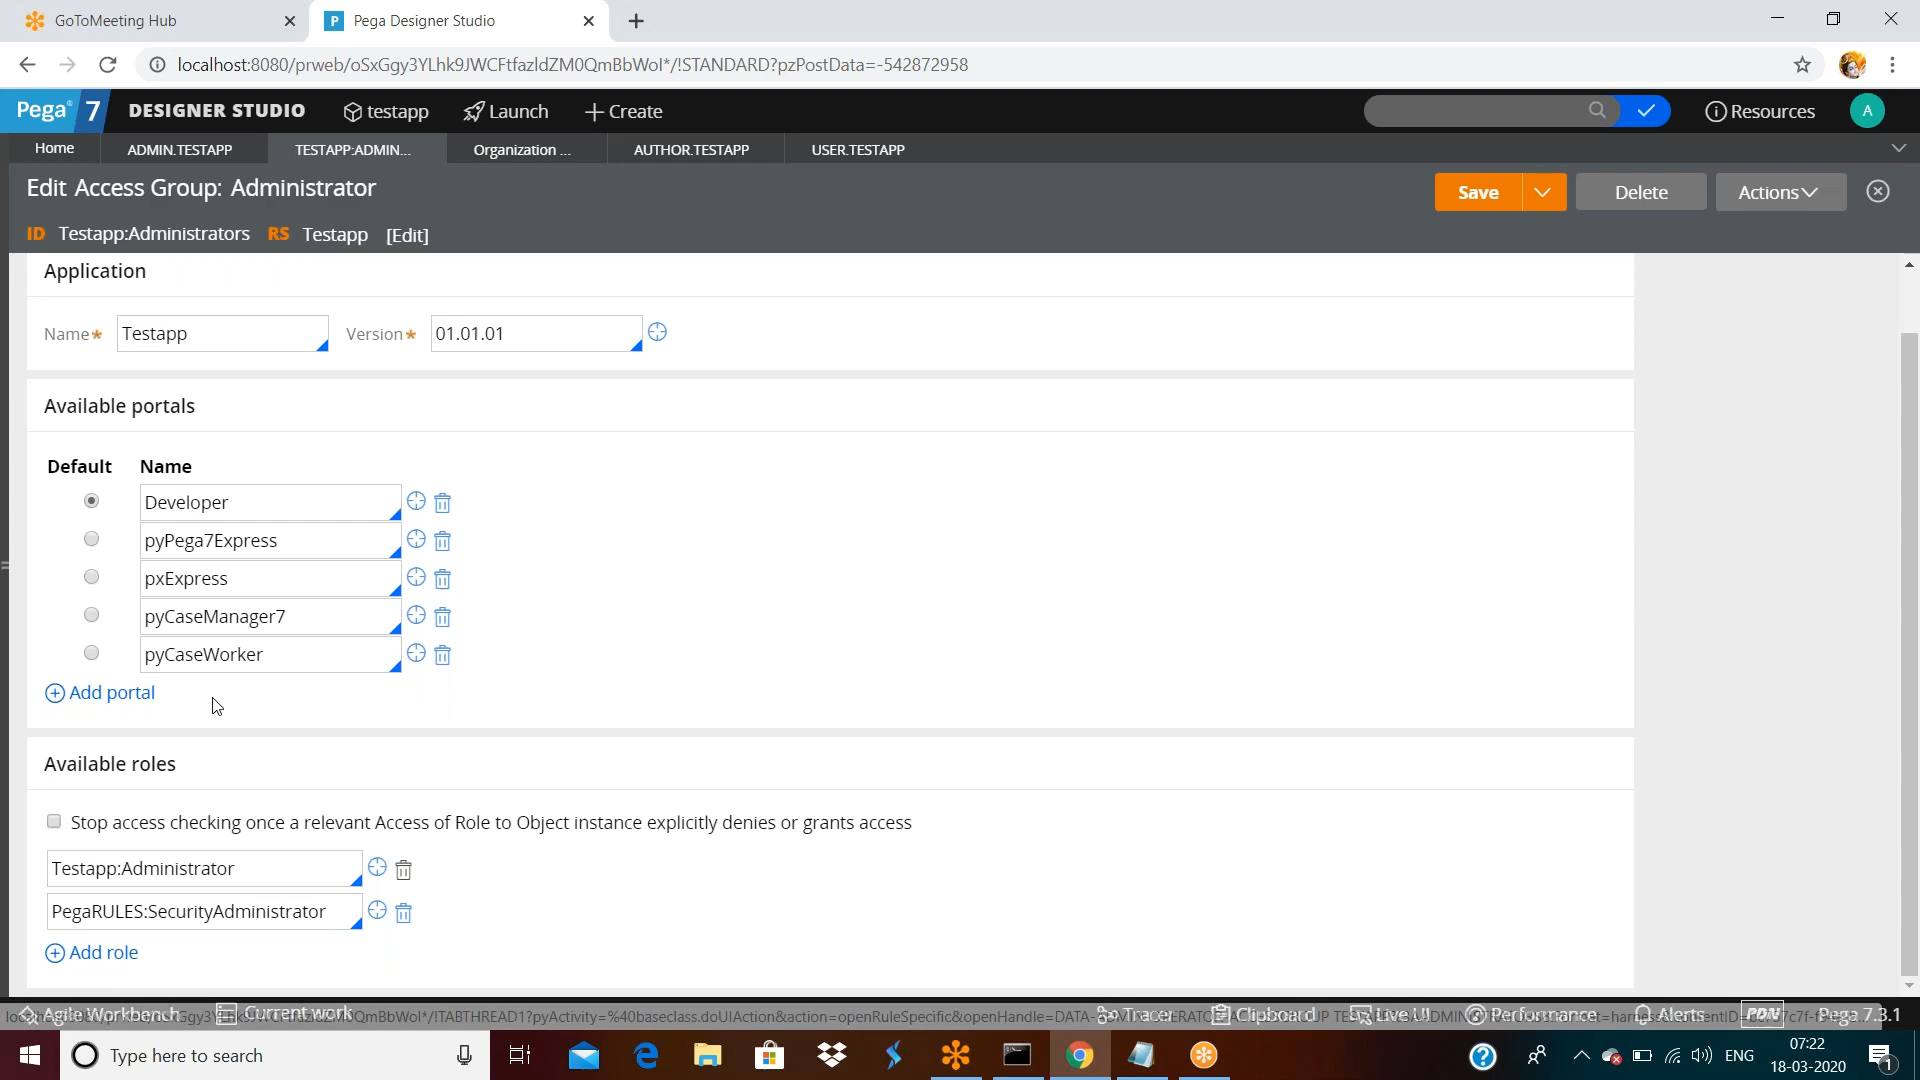 GoToMeeting Hub
Pega Designer Studio
localhost:8080/prweb/oSxGgy3YLhk9JWCFtfazldZM0QmBbWoI*/!STANDARD?pzPostData=-542872958
Pega 7 DESIGNER STUDIO testapp Launch + Create Resources A
Home ADMIN.TESTAPP TESTAPP:ADMIN... Organization ... AUTHOR.TESTAPP USER.TESTAPP
Edit Access Group: Administrator
Save Delete Actions
ID Testapp:Administrators RS Testapp [Edit]
Application
Name* Testapp Version* 01.01.01
Available portals
Default Name
Developer
pyPega7Express
pxExpress
pyCaseManager7
pyCaseWorker
Add portal
Available roles
Stop access checking once a relevant Access of Role to Object instance explicitly denies or grants access
Testapp:Administrator
PegaRULES:SecurityAdministrator
Add role
Agile Workbench Current work Tracer Clipboard Live UI Performance Alerts PDN Pega 7.3.1
Type here to search
ENG
07:22
18-03-2020
1